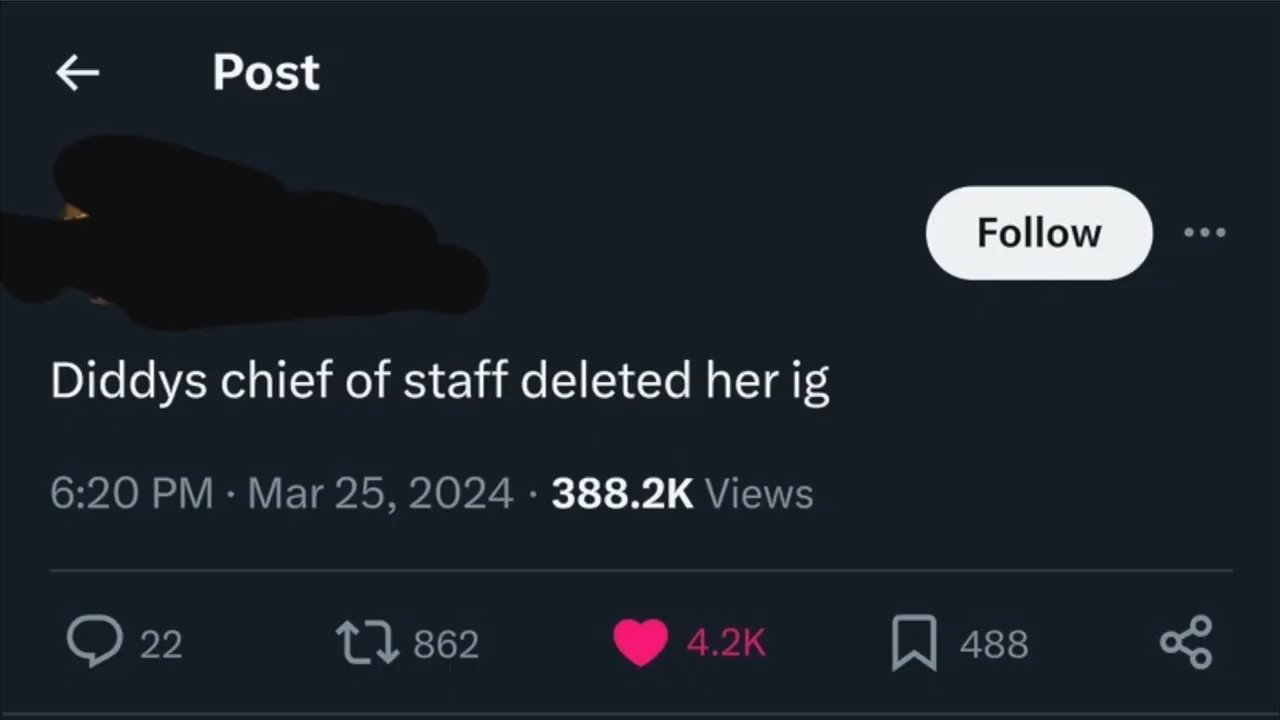 Post
Follow
Diddys chief of staff deleted her ig
6:20 PM · Mar 25, 2024 · 388.2K Views
22 862 4.2K 488